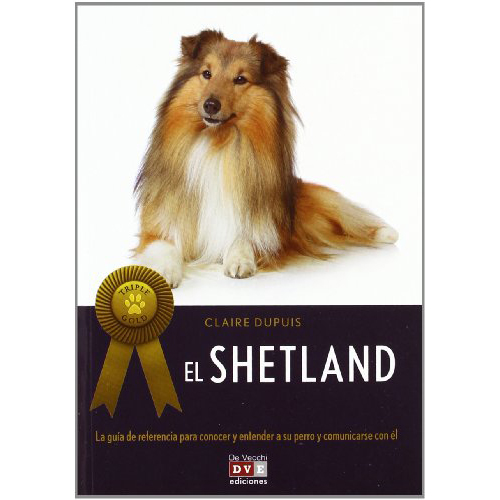 TRIPLE
GOLD
CLAIRE DUPUIS
EL SHETLAND
La guía de referencia para conocer y entender a su perro y comunicarse con él
De Vecchi
DVE
ediciones